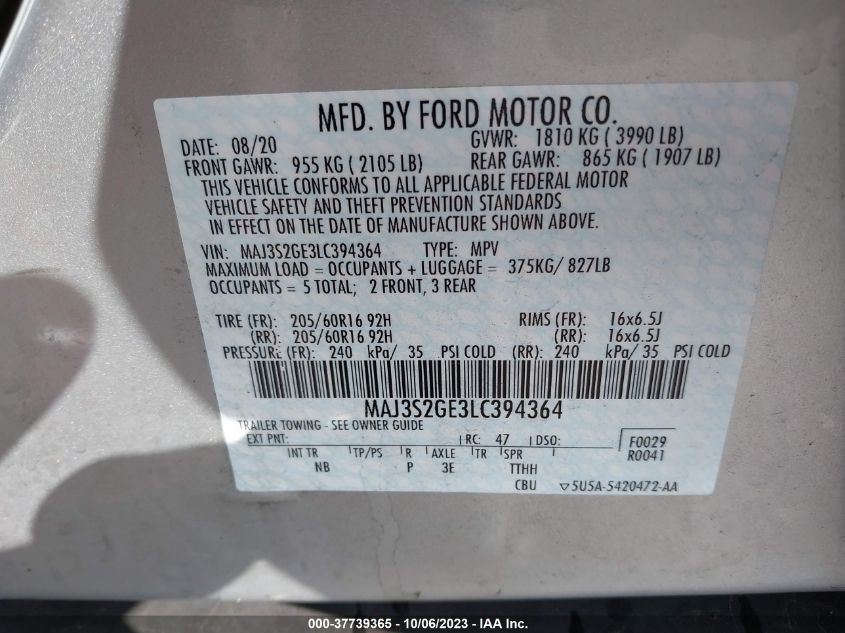 MFD. BY FORD MOTOR CO.
DATE: 08/20 GVWR: 1810 KG ( 3990 LB)
FRONT GAWR: 955 KG ( 2105 LB) REAR GAWR: 865 KG ( 1907 LB)
THIS VEHICLE CONFORMS TO ALL APPLICABLE FEDERAL MOTOR
VEHICLE SAFETY AND THEFT PREVENTION STANDARDS
IN EFFECT ON THE DATE OF MANUFACTURE SHOWN ABOVE.
VIN: MAJ3S2GE3LC394364 TYPE: MPV
MAXIMUM LOAD = OCCUPANTS + LUGGAGE = 375KG/ 827LB
OCCUPANTS = 5 TOTAL; 2 FRONT, 3 REAR
TIRE (FR): 205/60R16 92H RIMS (FR): 16x6.5J
(RR): 205/60R16 92H (RR): 16x6.5J
PRESSURE (FR): 240 kPa/ 35 PSI COLD (RR): 240 kPa/ 35 PSI COLD
MAJ3S2GE3LC394364
TRAILER TOWING - SEE OWNER GUIDE
EXT PNT: RC: 47 DSO: F0029
R0041
INT TR TP/PS R AXLE TR SPR
NB P 3E TTHH
CBU ▽5U5A-5420472-AA
000-37739365 - 10/06/2023 - IAA Inc.